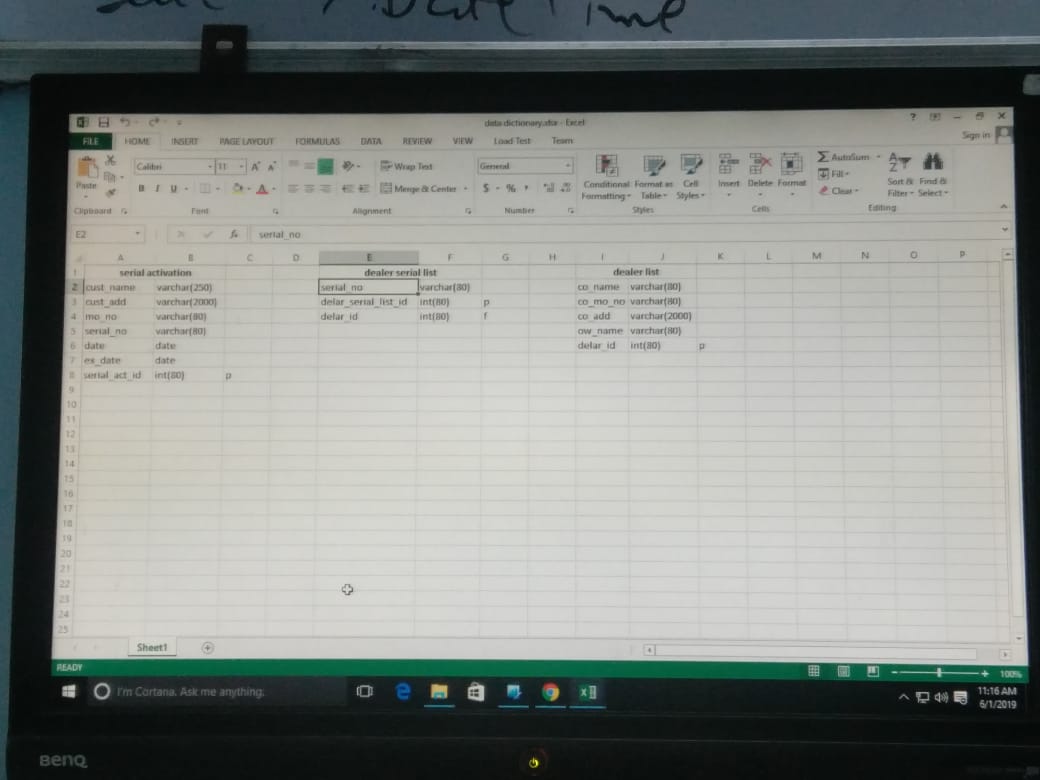 Date Time
data dictionary.xlsx - Excel
Sign in
FILE HOME INSERT PAGE LAYOUT FORMULAS DATA REVIEW VIEW Load Test Team
Paste
Calibri 11
B I U
Wrap Text
Merge & Center
General
$ % ,
Conditional Formatting
Format as Table
Cell Styles
Insert Delete Format
AutoSum
Fill
Clear
Sort & Filter
Find & Select
Clipboard Font Alignment Number Styles Cells Editing
E2 fx serial_no
A B C D E F G H I J K L M N O P
1 serial activation dealer serial list dealer list
2 cust_name varchar(250) serial_no varchar(80) co_name varchar(80)
3 cust_add varchar(2000) delar_serial_list_id int(80) p co_mo_no varchar(80)
4 mo_no varchar(80) delar_id int(80) f co_add varchar(2000)
5 serial_no varchar(80) ow_name varchar(80)
6 date date delar_id int(80) p
7 ex_date date
8 serial_act_id int(80) p
9
10
11
12
13
14
15
16
17
18
19
20
21
22
23
24
25
Sheet1
READY 100%
I'm Cortana. Ask me anything.
11:16 AM
6/1/2019
BenQ